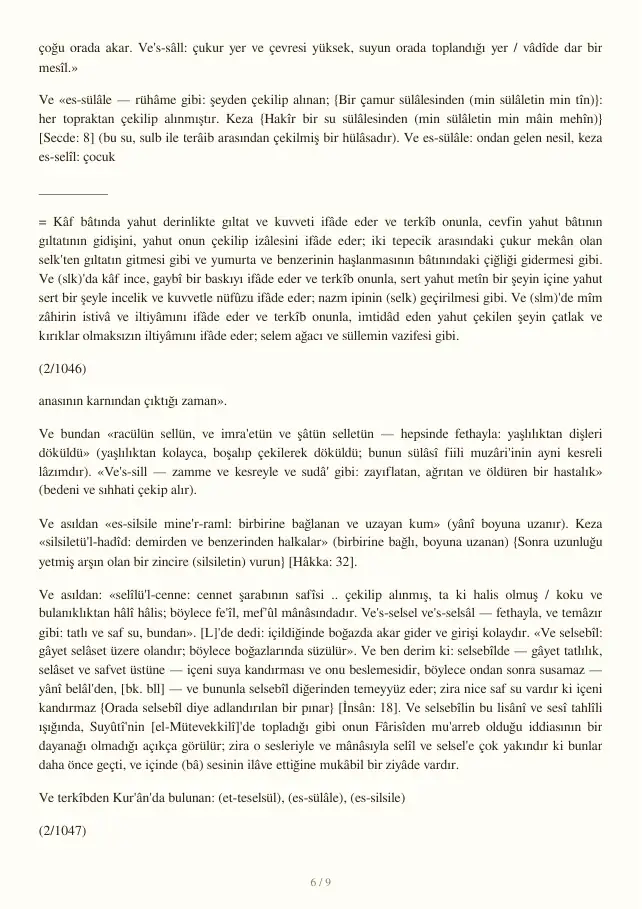 çoğu orada akar. Ve's-sâll: çukur yer ve çevresi yüksek, suyun orada toplandığı yer / vâdîde dar bir
mesîl.»
Ve «es-sülâle — rühâme gibi: şeyden çekilip alınan; {Bir çamur sülâlesinden (min sülâletin min tîn)}:
her topraktan çekilip alınmıştır. Keza {Hakîr bir su sülâlesinden (min sülâletin min mâin mehîn)}
[Secde: 8] (bu su, sulb ile terâib arasından çekilmiş bir hülâsadır). Ve es-sülâle: ondan gelen nesil, keza
es-selîl: çocuk
= Kâf bâtında yahut derinlikte gıltat ve kuvveti ifâde eder ve terkîb onunla, cevfin yahut bâtının
gıltatının gidişini, yahut onun çekilip izâlesini ifâde eder; iki tepecik arasındaki çukur mekân olan
selk'ten gıltatın gitmesi gibi ve yumurta ve benzerinin haşlanmasının bâtınındaki çiğliği gidermesi gibi.
Ve (slk)'da kâf ince, gaybî bir baskıyı ifâde eder ve terkîb onunla, sert yahut metîn bir şeyin içine yahut
sert bir şeyle incelik ve kuvvetle nüfûzu ifâde eder; nazm ipinin (selk) geçirilmesi gibi. Ve (slm)'de mîm
zâhirin istivâ ve iltiyâmını ifâde eder ve terkîb onunla, imtidâd eden yahut çekilen şeyin çatlak ve
kırıklar olmaksızın iltiyâmını ifâde eder; selem ağacı ve süllemin vazifesi gibi.
(2/1046)
anasının karnından çıktığı zaman».
Ve bundan «racülün sellün, ve imra'etün ve şâtün selletün — hepsinde fethayla: yaşlılıktan dişleri
döküldü» (yaşlılıktan kolayca, boşalıp çekilerek döküldü; bunun sülâsî fiili muzâri'inin ayni kesreli
lâzımdır). «Ve's-sill — zamme ve kesreyle ve sudâ' gibi: zayıflatan, ağrıtan ve öldüren bir hastalık»
(bedeni ve sıhhati çekip alır).
Ve asıldan «es-silsile mine'r-raml: birbirine bağlanan ve uzayan kum» (yânî boyuna uzanır). Keza
«silsiletü'l-hadîd: demirden ve benzerinden halkalar» (birbirine bağlı, boyuna uzanan) {Sonra uzunluğu
yetmiş arşın olan bir zincire (silsiletin) vurun} [Hâkka: 32].
Ve asıldan: «selîlü'l-cenne: cennet şarabının safîsi .. çekilip alınmış, ta ki halis olmuş / koku ve
bulanıklıktan hâlî hâlis; böylece fe'îl, mef'ûl mânâsındadır. Ve's-selsel ve's-selsâl — fethayla, ve temâzır
gibi: tatlı ve saf su, bundan». [L]'de dedi: içildiğinde boğazda akar gider ve girişi kolaydır. «Ve selsebîl:
gâyet selâset üzere olandır; böylece boğazlarında süzülür». Ve ben derim ki: selsebîlde — gâyet tatlılık,
selâset ve safvet üstüne — içeni suya kandırması ve onu beslemesidir, böylece ondan sonra susamaz —
yânî belâl'den, [bk. bll] — ve bununla selsebîl diğerinden temeyyüz eder; zira nice saf su vardır ki içeni
kandırmaz {Orada selsebîl diye adlandırılan bir pınar} [İnsân: 18]. Ve selsebîlin bu lisânî ve sesî tahlîli
ışığında, Suyûtî'nin [el-Mütevekkilî]'de topladığı gibi onun Fârisîden mu'arreb olduğu iddiasının bir
dayanağı olmadığı açıkça görülür; zira o sesleriyle ve mânâsıyla selîl ve selsel'e çok yakındır ki bunlar
daha önce geçti, ve içinde (bâ) sesinin ilâve ettiğine mukâbil bir ziyâde vardır.
Ve terkîbden Kur'ân'da bulunan: (et-teselsül), (es-sülâle), (es-silsile)
(2/1047)
6 / 9